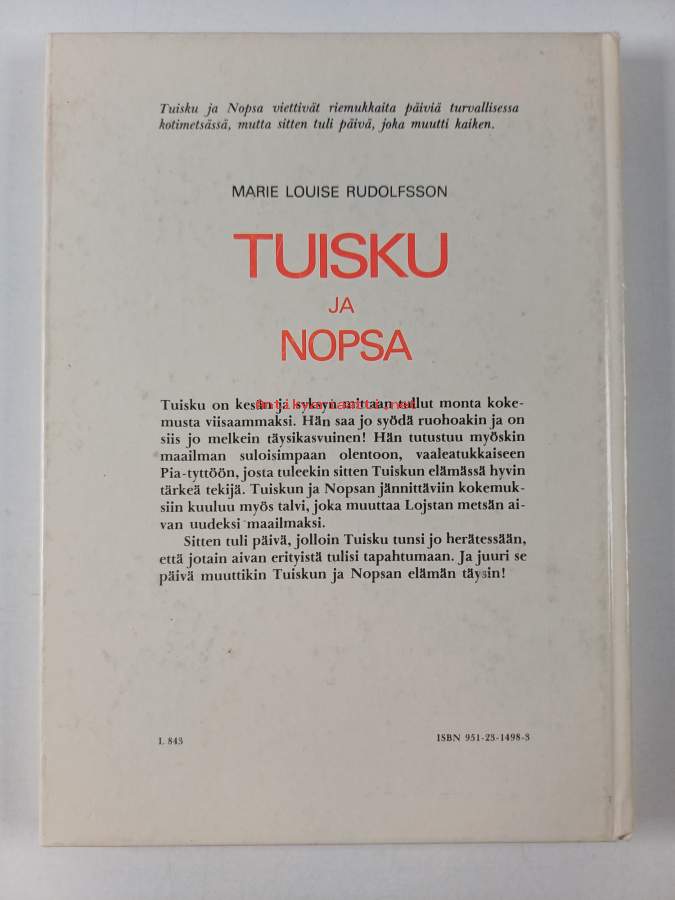 Tuisku ja Nopsa viettivät riemukkaita päiviä turvallisessa
kotimetsässä, mutta sitten tuli päivä, joka muutti kaiken.
MARIE LOUISE RUDOLFSSON
TUISKU
JA
NOPSA
Tuisku on kesän ja syksyn mittaan tullut monta koke-
musta viisaammaksi. Hän saa jo syödä ruohoakin ja on
siis jo melkein täysikasvuinen! Hän tutustuu myöskin
maailman suloisimpaan olentoon, vaaleatukkaiseen
Pia-tyttöön, josta tuleekin sitten Tuiskun elämässä hyvin
tärkeä tekijä. Tuiskun ja Nopsan jännittäviin kokemuk-
siin kuuluu myös talvi, joka muuttaa Lojstan metsän ai-
van uudeksi maailmaksi.
Sitten tuli päivä, jolloin Tuisku tunsi jo herätessään,
että jotain aivan erityistä tulisi tapahtumaan. Ja juuri se
päivä muuttikin Tuiskun ja Nopsan elämän täysin!
L 843
ISBN 951-23-1498-3